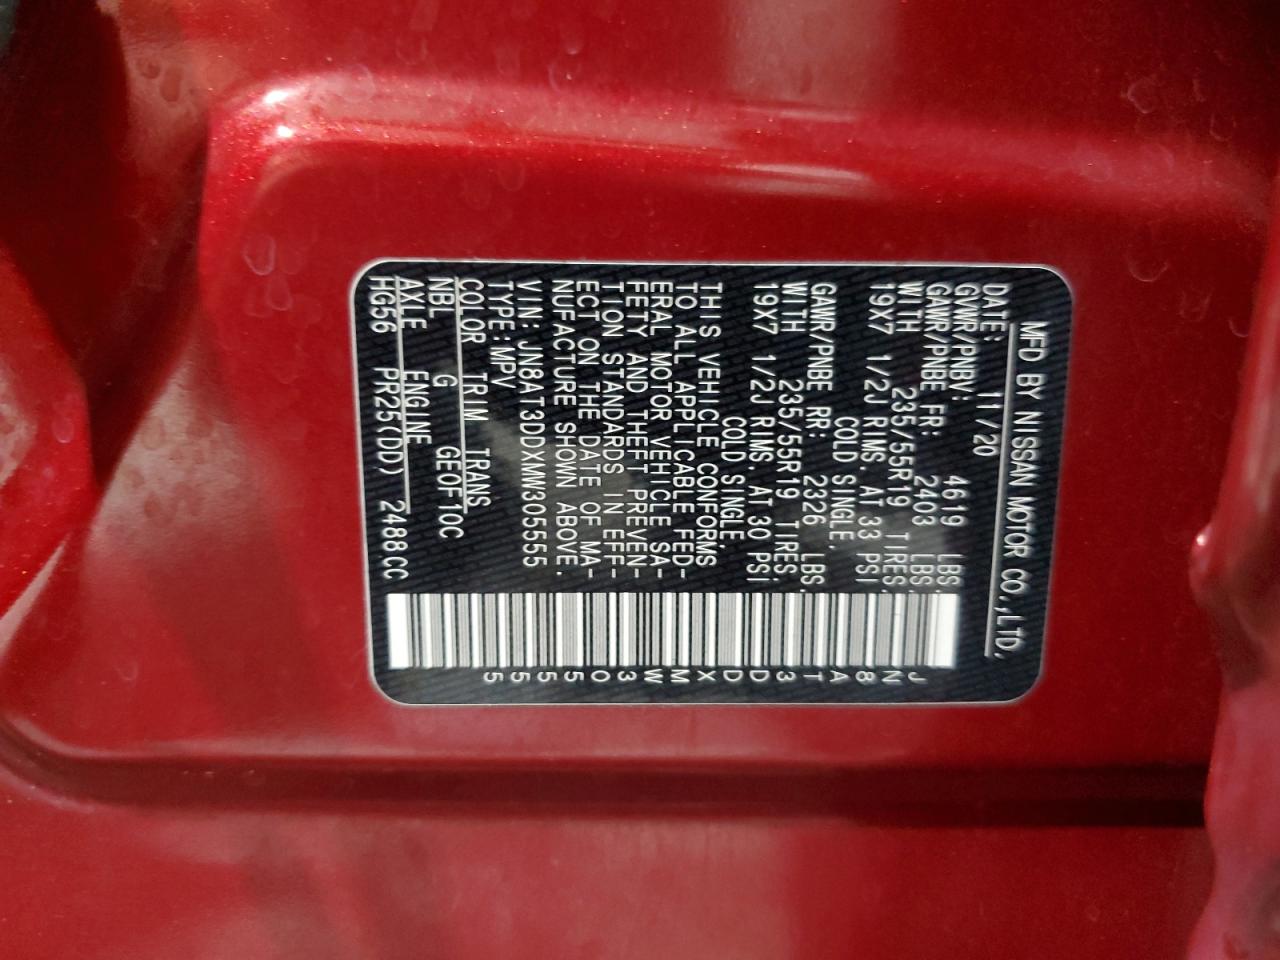 MFD BY NISSAN MOTOR CO.,LTD.
DATE: 11/20
GVWR/PNBV: 4619 LBS.
GAWR/PNBE FR: 2403 LBS.
WITH 235/55R19 TIRES.
19X7 1/2J RIMS. AT 33 PSI
COLD SINGLE.
GAWR/PNBE RR: 2326 LBS.
WITH 235/55R19 TIRES.
19X7 1/2J RIMS. AT 30 PSI
COLD SINGLE.
THIS VEHICLE CONFORMS
TO ALL APPLICABLE FED-
ERAL MOTOR VEHICLE SA-
FETY AND THEFT PREVEN-
TION STANDARDS IN EFF-
ECT ON THE DATE OF MA-
NUFACTURE SHOWN ABOVE.
VIN: JN8AT3DDXMW305555
TYPE:MPV
COLOR TRIM TRANS
NBL G GE0F10C
AXLE ENGINE
HG56 PR25(DD) 2488CC
JN8AT3DDXMW305555